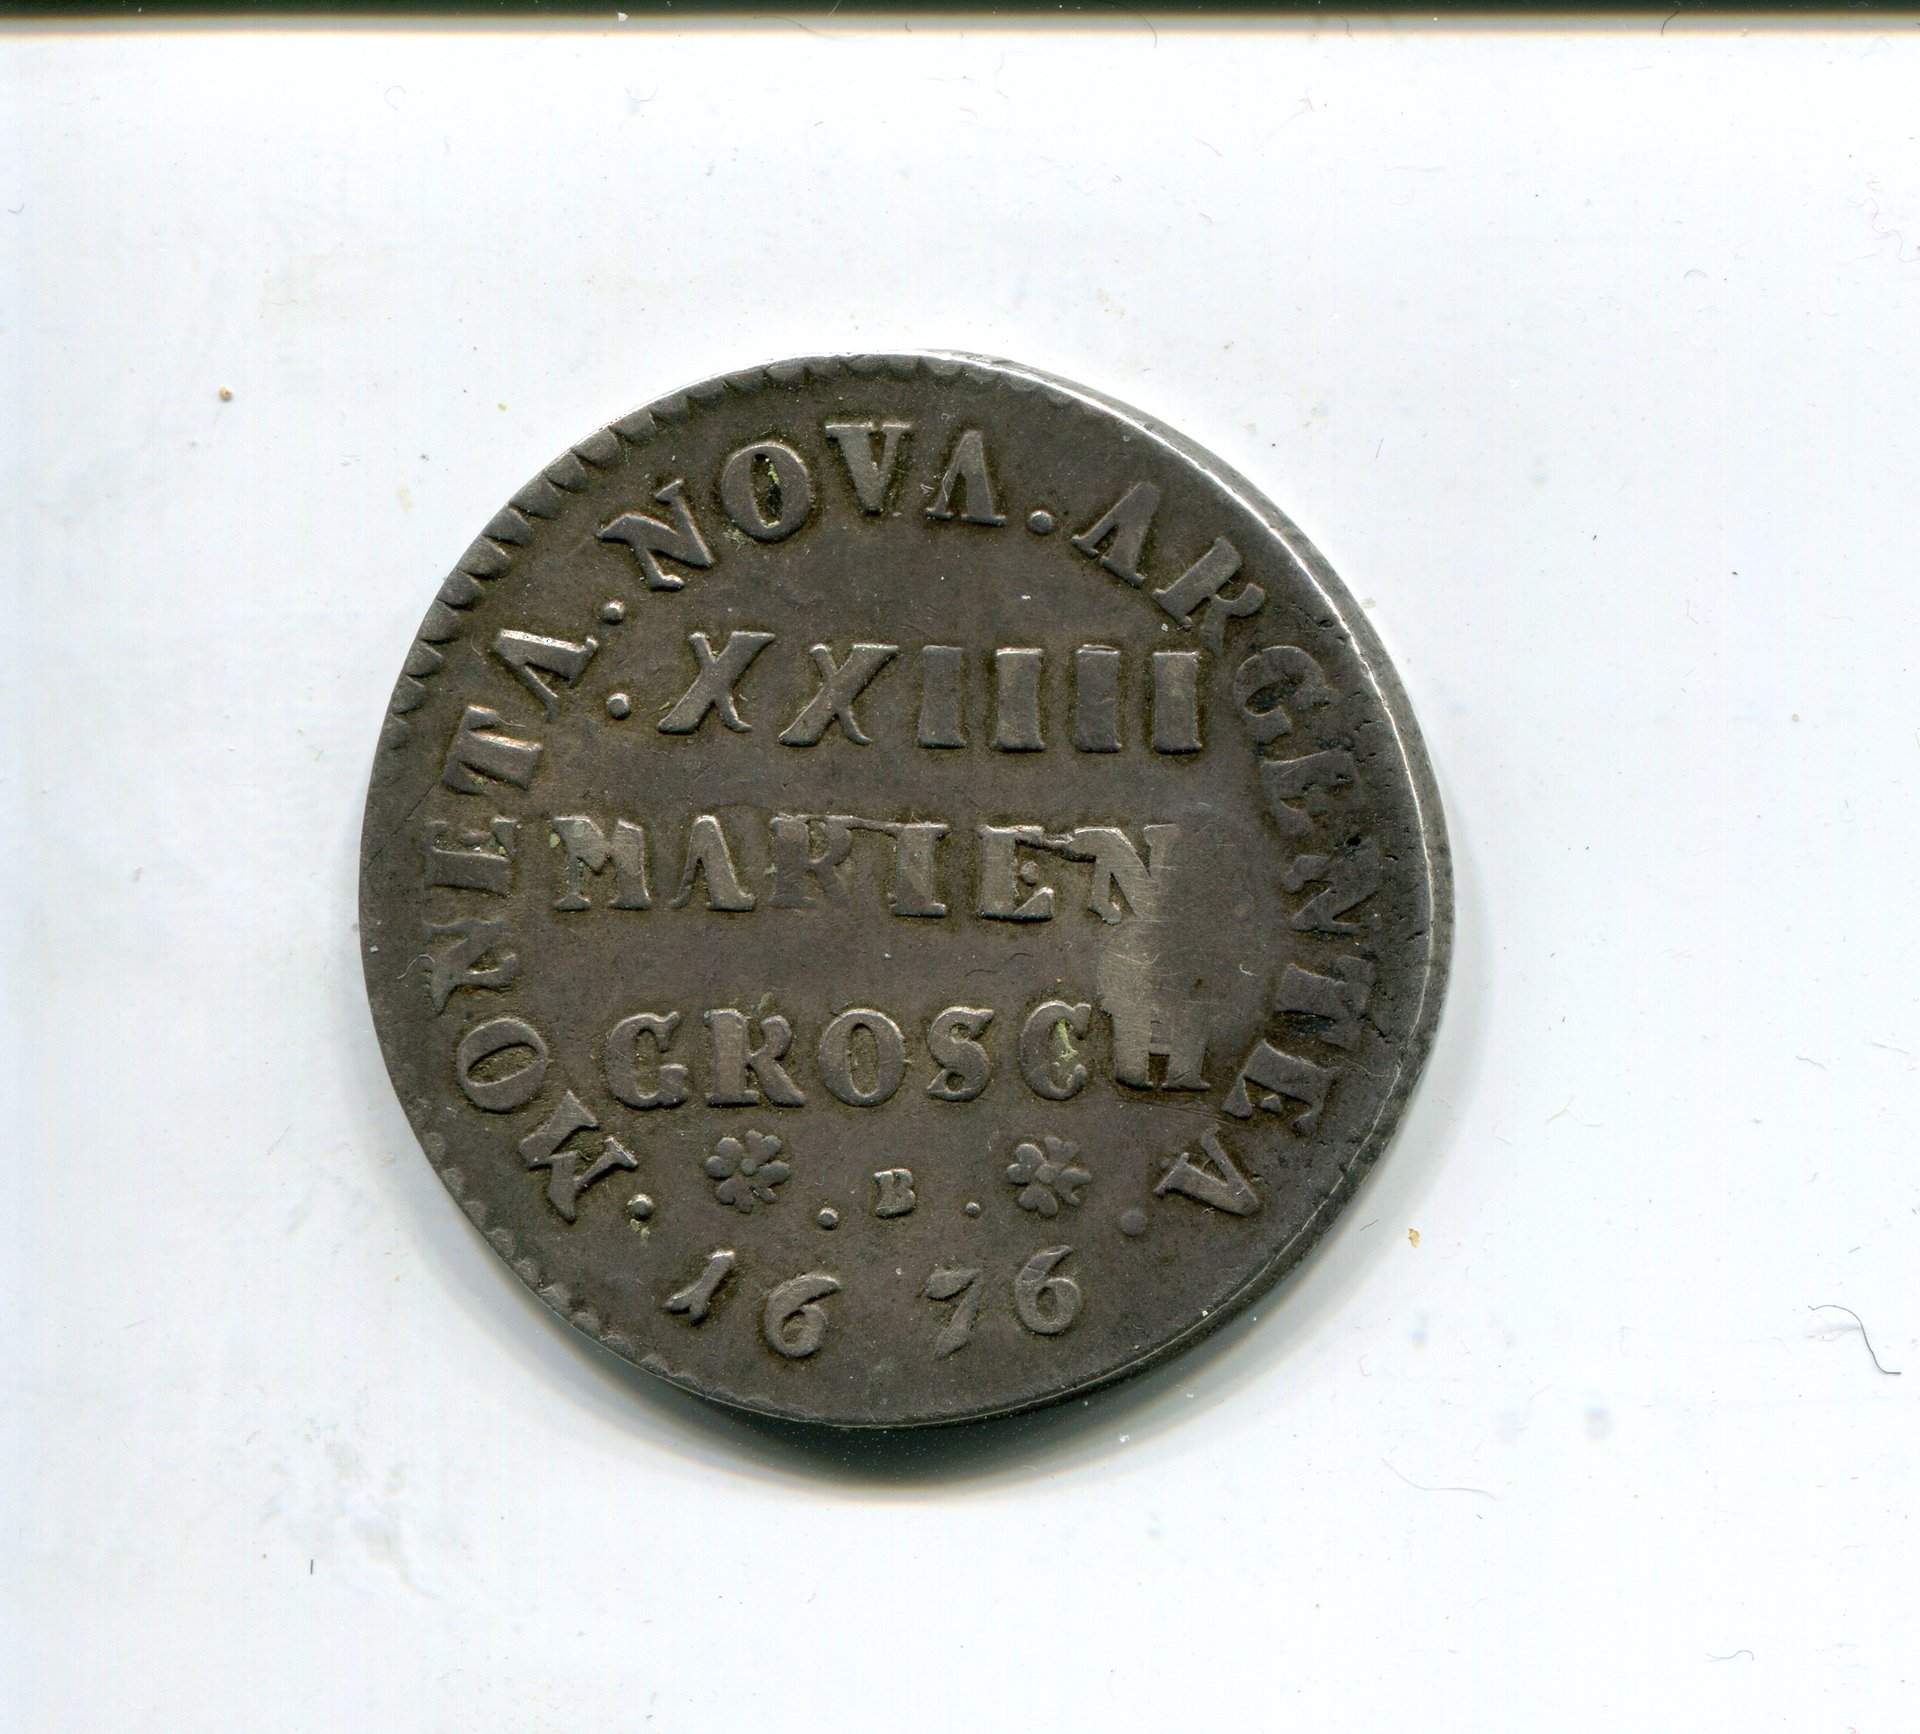 MONETA . NOVA . ARGENTEA .
. XXIIII
MARIEN
GROSCH
. B .
1676